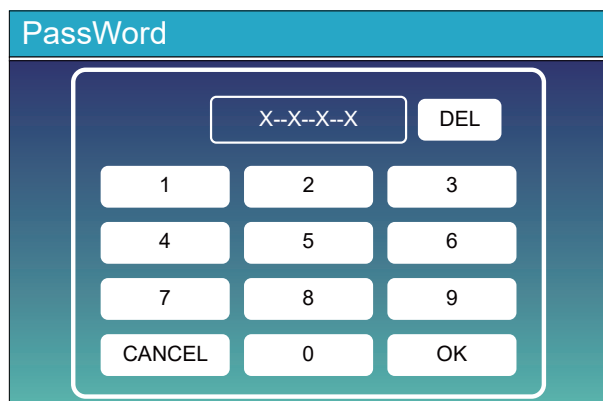 PassWord
X--X--X--X DEL
1 2 3
4 5 6
7 8 9
CANCEL 0 OK